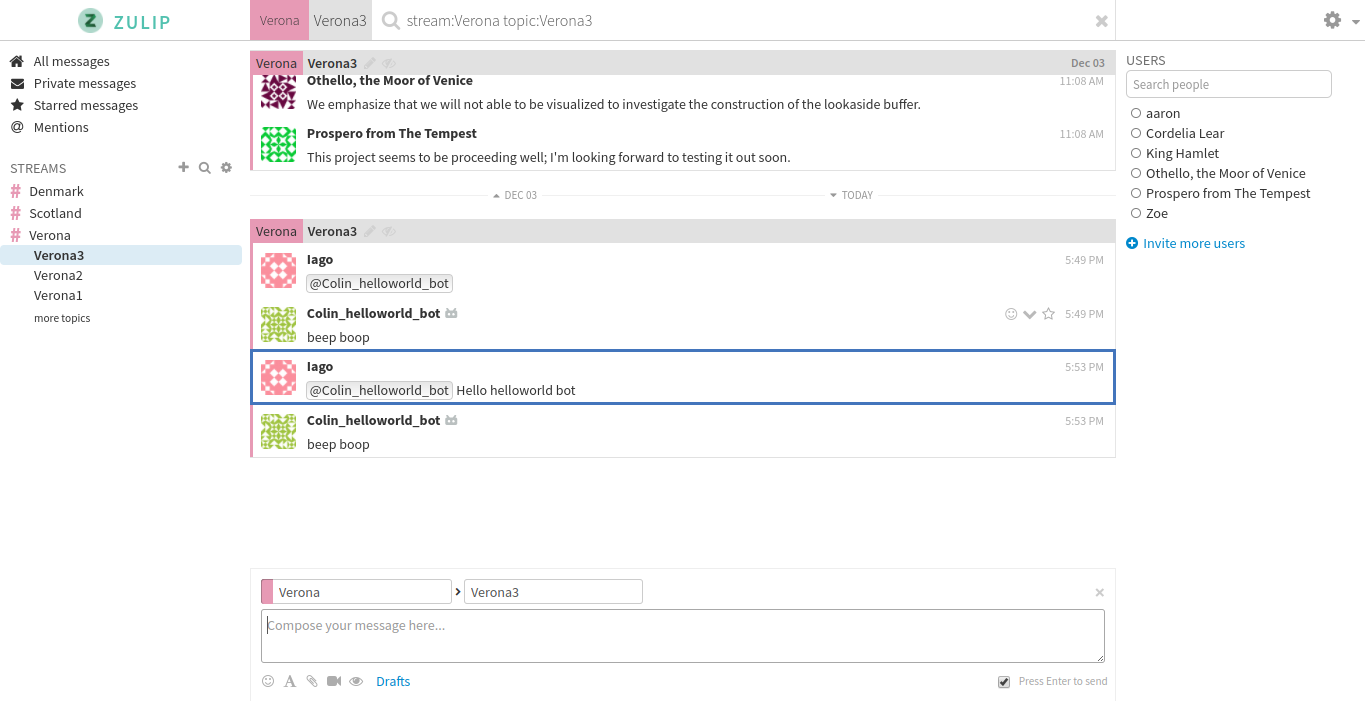 ZULIP
Verona Verona3 stream:Verona topic:Verona3
All messages
Private messages
Starred messages
@ Mentions
STREAMS
# Denmark
# Scotland
# Verona
Verona3
Verona2
Verona1
more topics
Verona Verona3 Dec 03
Othello, the Moor of Venice 11:08 AM
We emphasize that we will not able to be visualized to investigate the construction of the lookaside buffer.
Prospero from The Tempest 11:08 AM
This project seems to be proceeding well; I'm looking forward to testing it out soon.
DEC 03 TODAY
Verona Verona3
Iago 5:49 PM
@Colin_helloworld_bot
Colin_helloworld_bot 5:49 PM
beep boop
Iago 5:53 PM
@Colin_helloworld_bot Hello helloworld bot
Colin_helloworld_bot 5:53 PM
beep boop
Verona › Verona3
Compose your message here...
Drafts Press Enter to send
USERS
Search people
aaron
Cordelia Lear
King Hamlet
Othello, the Moor of Venice
Prospero from The Tempest
Zoe
Invite more users